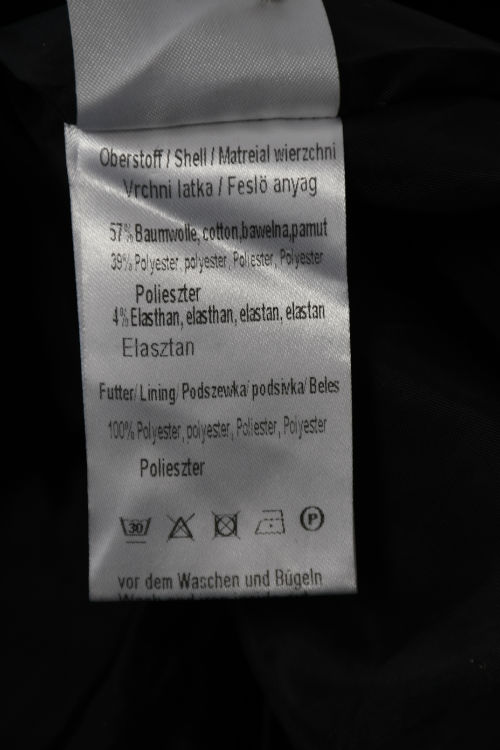 Oberstoff / Shell / Matreial wierzchni
Vrchni latka / Feslö anyag
57% Baumwolle, cotton,bawelna,pamut
39% Polyester, polyester, Poliester, Polyester
Polieszter
4% Elasthan, elasthan, elastan, elastan
Elasztan
Futter/ Lining/ Podszewka/ podsivka/ Beles
100% Polyester, polyester, Poliester, Polyester
Polieszter
30 P
vor dem Waschen und Bügeln